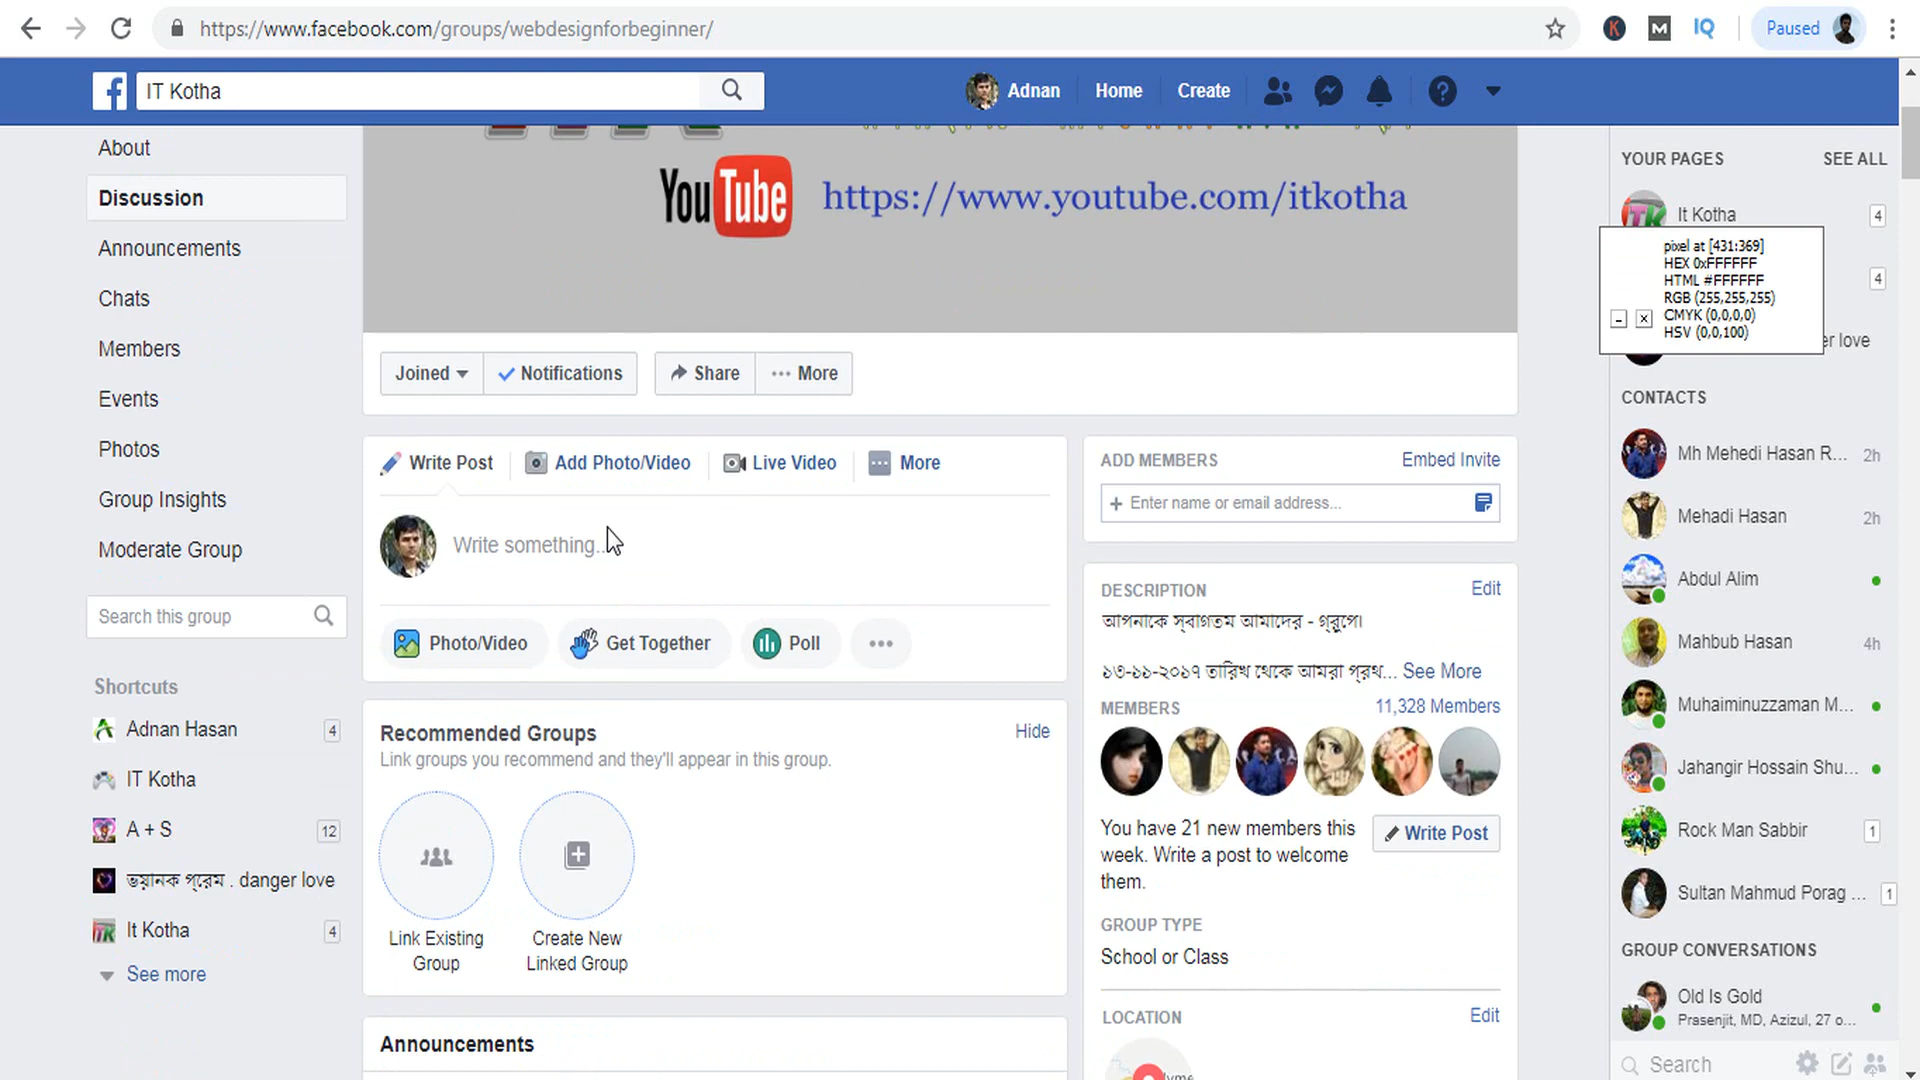 https://www.facebook.com/groups/webdesignforbeginner/
K
M
IQ
Paused
f
IT Kotha
Adnan
Home
Create
About
Discussion
Announcements
Chats
Members
Events
Photos
Group Insights
Moderate Group
Search this group
Shortcuts
Adnan Hasan 4
IT Kotha
A + S 12
ভয়ানক প্রেম . danger love
It Kotha 4
See more
YouTube https://www.youtube.com/itkotha
Joined
Notifications
Share
More
Write Post
Add Photo/Video
Live Video
More
Write something...
Photo/Video
Get Together
Poll
Recommended Groups
Hide
Link groups you recommend and they'll appear in this group.
Link Existing
Group
Create New
Linked Group
Announcements
ADD MEMBERS
Embed Invite
Enter name or email address...
DESCRIPTION
Edit
আপনাকে স্বাগতম আমাদের - গ্রুপে।
১৩-১১-২০১৭ তারিখ থেকে আমরা প্রথ... See More
MEMBERS
11,328 Members
You have 21 new members this
week. Write a post to welcome
them.
Write Post
GROUP TYPE
School or Class
LOCATION
Edit
YOUR PAGES
SEE ALL
It Kotha 4
4
pixel at [431:369]
HEX 0xFFFFFF
HTML #FFFFFF
RGB (255,255,255)
CMYK (0,0,0,0)
HSV (0,0,100)
er love
CONTACTS
Mh Mehedi Hasan R... 2h
Mehadi Hasan 2h
Abdul Alim
Mahbub Hasan 4h
Muhaiminuzzaman M...
Jahangir Hossain Shu...
Rock Man Sabbir 1
Sultan Mahmud Porag ... 1
GROUP CONVERSATIONS
Old Is Gold
Prasenjit, MD, Azizul, 27 o...
Search